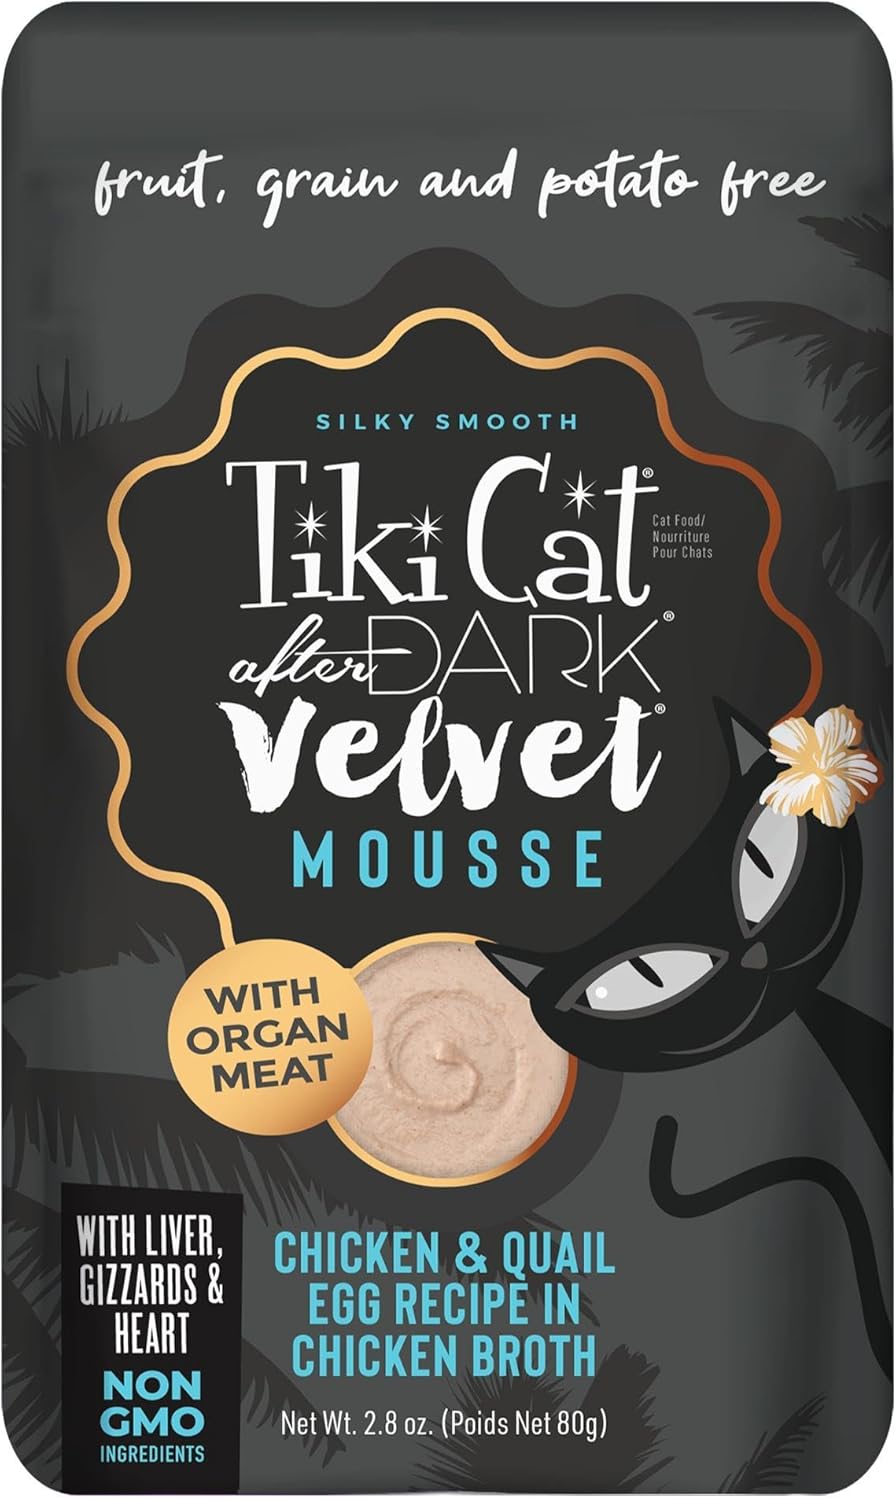 fruit, grain and potato free
SILKY SMOOTH
Tiki Cat®
Cat Food/
Nourriture
Pour Chats
after DARK®
Velvet®
MOUSSE
WITH
ORGAN
MEAT
WITH LIVER,
GIZZARDS &
HEART
NON
GMO
INGREDIENTS
CHICKEN & QUAIL
EGG RECIPE IN
CHICKEN BROTH
Net Wt. 2.8 oz. (Poids Net 80g)